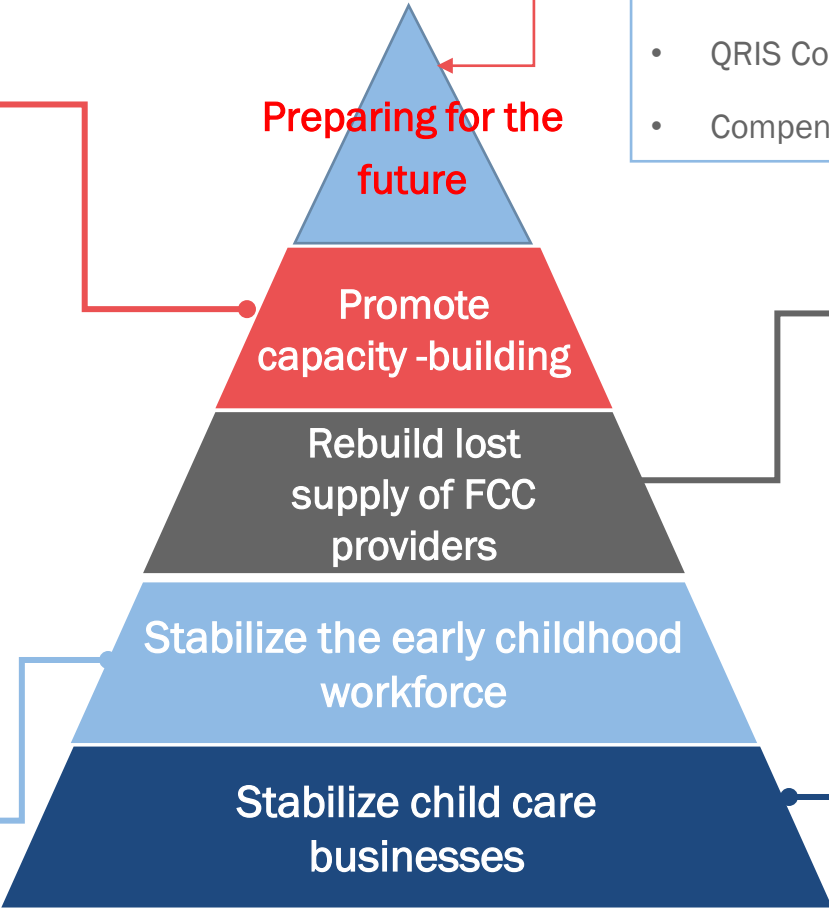 • QRIS Co
• Compen
Preparing for the
future
Promote
capacity -building
Rebuild lost
supply of FCC
providers
Stabilize the early childhood
workforce
Stabilize child care
businesses